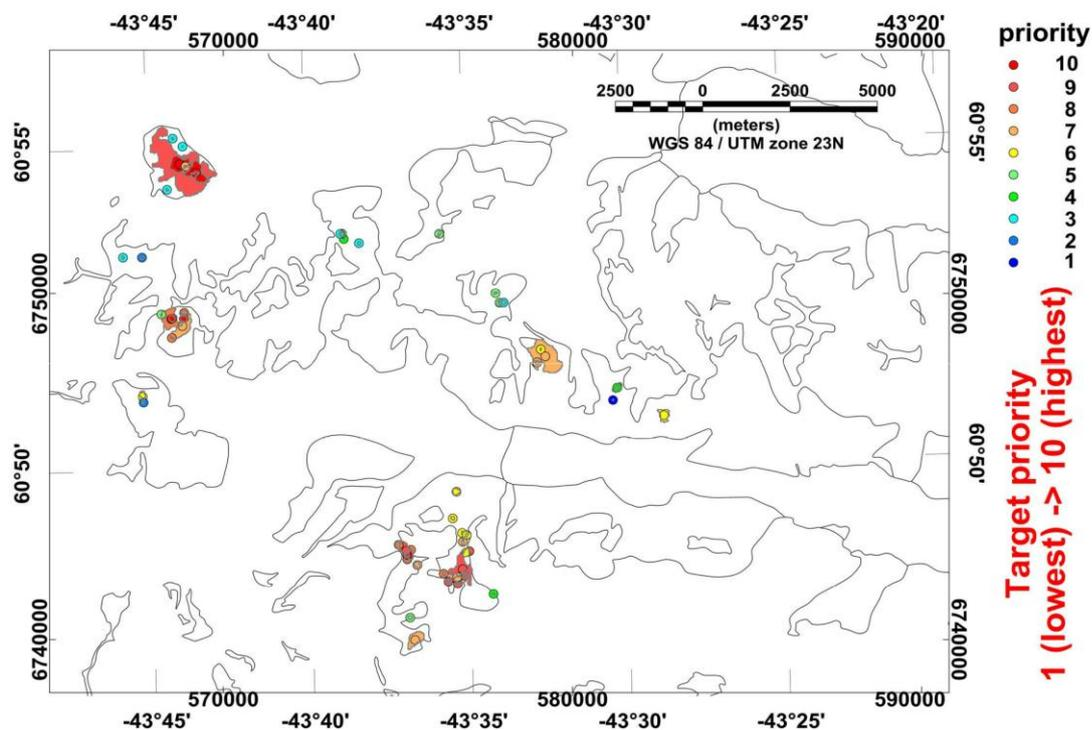 -43°45' -43°40' -43°35' -43°30' -43°20'
570000 580000 590000
priority
10
9
8
7
6
5
4
3
2
1
2500 0 2500 5000
(meters)
WGS 84 / UTM zone 23N
60°55'
60°55'
6750000
6750000
60°50'
60°50'
6740000
6740000
Target priority
1 (lowest) -> 10 (highest)
570000 580000 590000
-43°45' -43°40' -43°35' -43°30' -43°25'